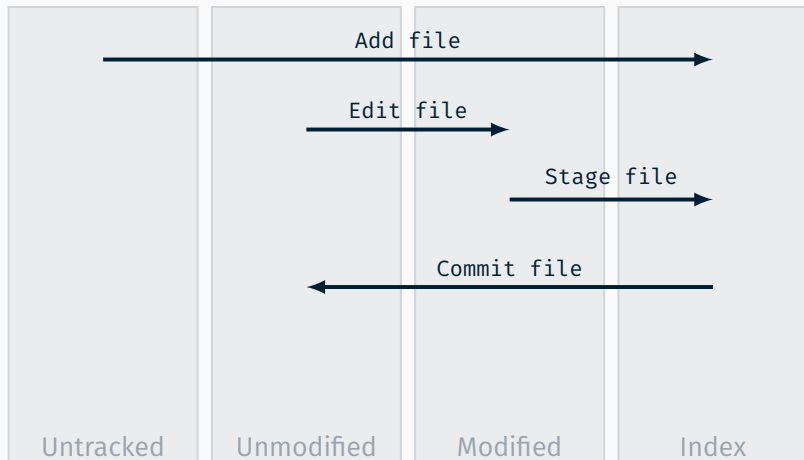 Add file
Edit file
Stage file
Commit file
Untracked
Unmodified
Modified
Index